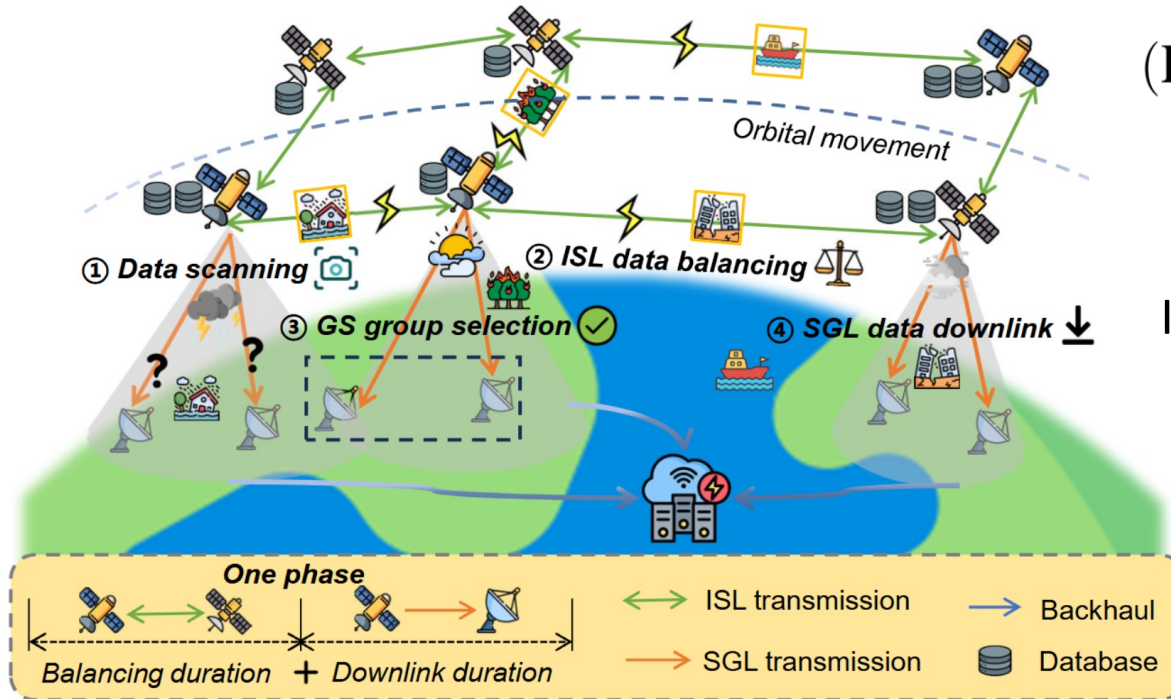 (
Orbital movement
① Data scanning
② ISL data balancing
③ GS group selection
④ SGL data downlink
? ?
One phase
Balancing duration + Downlink duration
ISL transmission
Backhaul
SGL transmission
Database